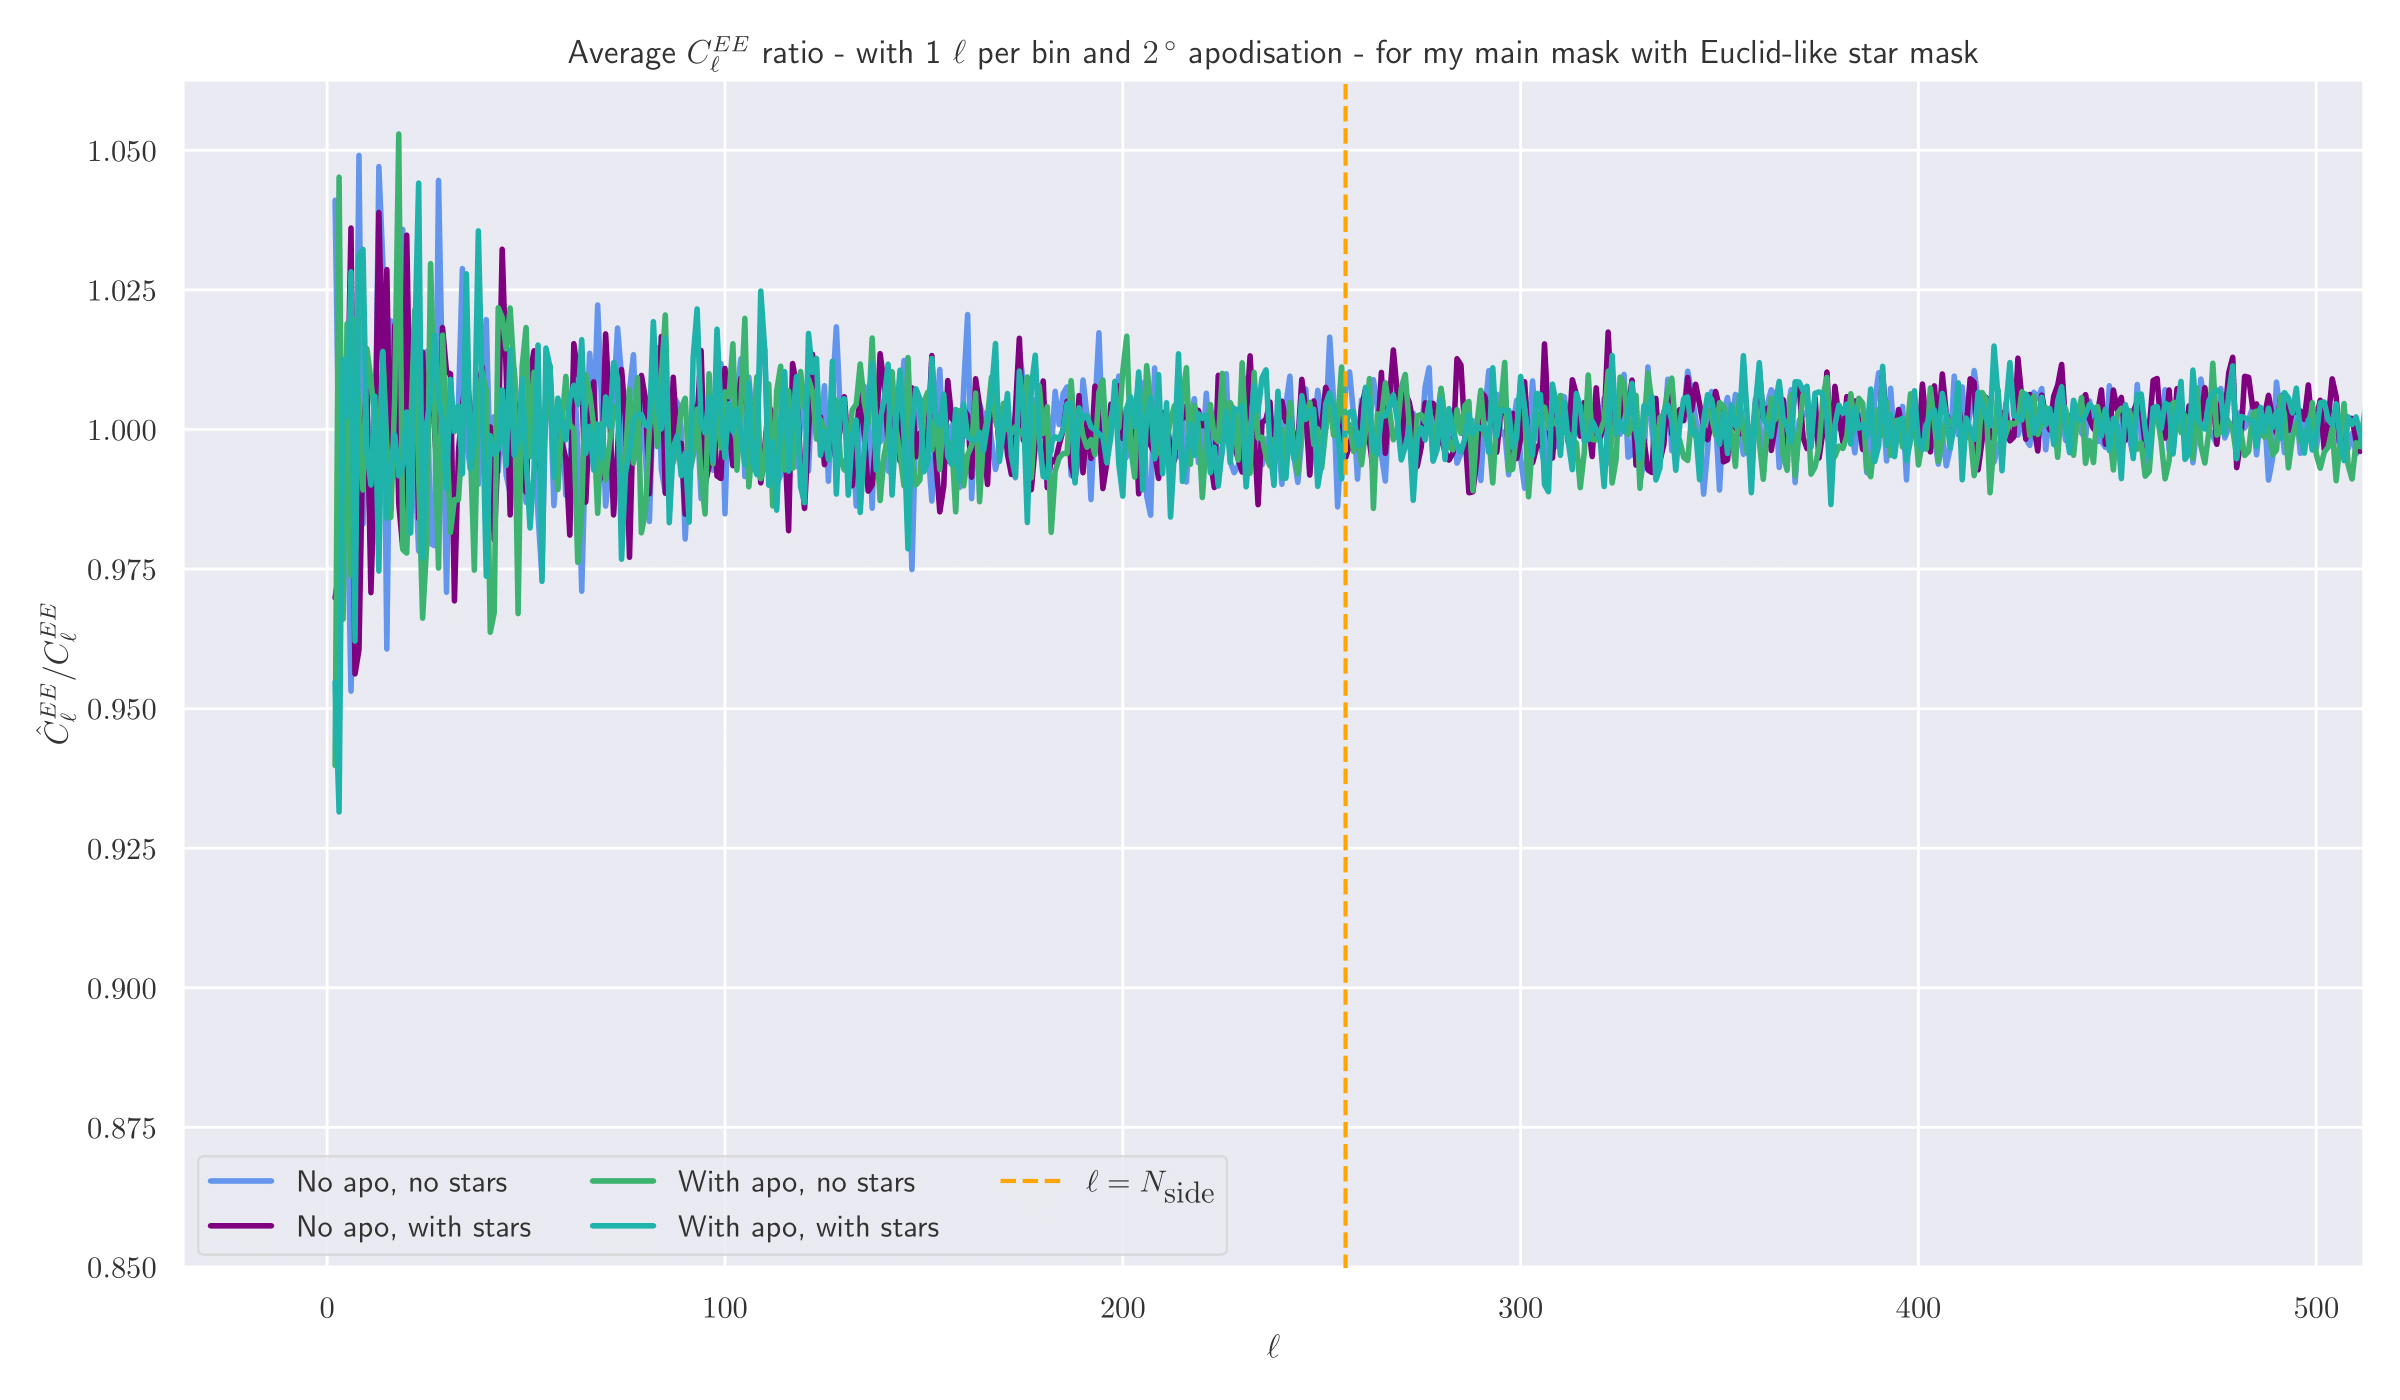 Average $C_\ell^{EE}$ ratio - with 1 $\ell$ per bin and $2^\circ$ apodisation - for my main mask with Euclid-like star mask
$\hat{C}_\ell^{EE} / C_\ell^{EE}$
1.050
1.025
1.000
0.975
0.950
0.925
0.900
0.875
0.850
No apo, no stars
No apo, with stars
With apo, no stars
With apo, with stars
$\ell = N_{\text{side}}$
0 100 200 300 400 500
$\ell$